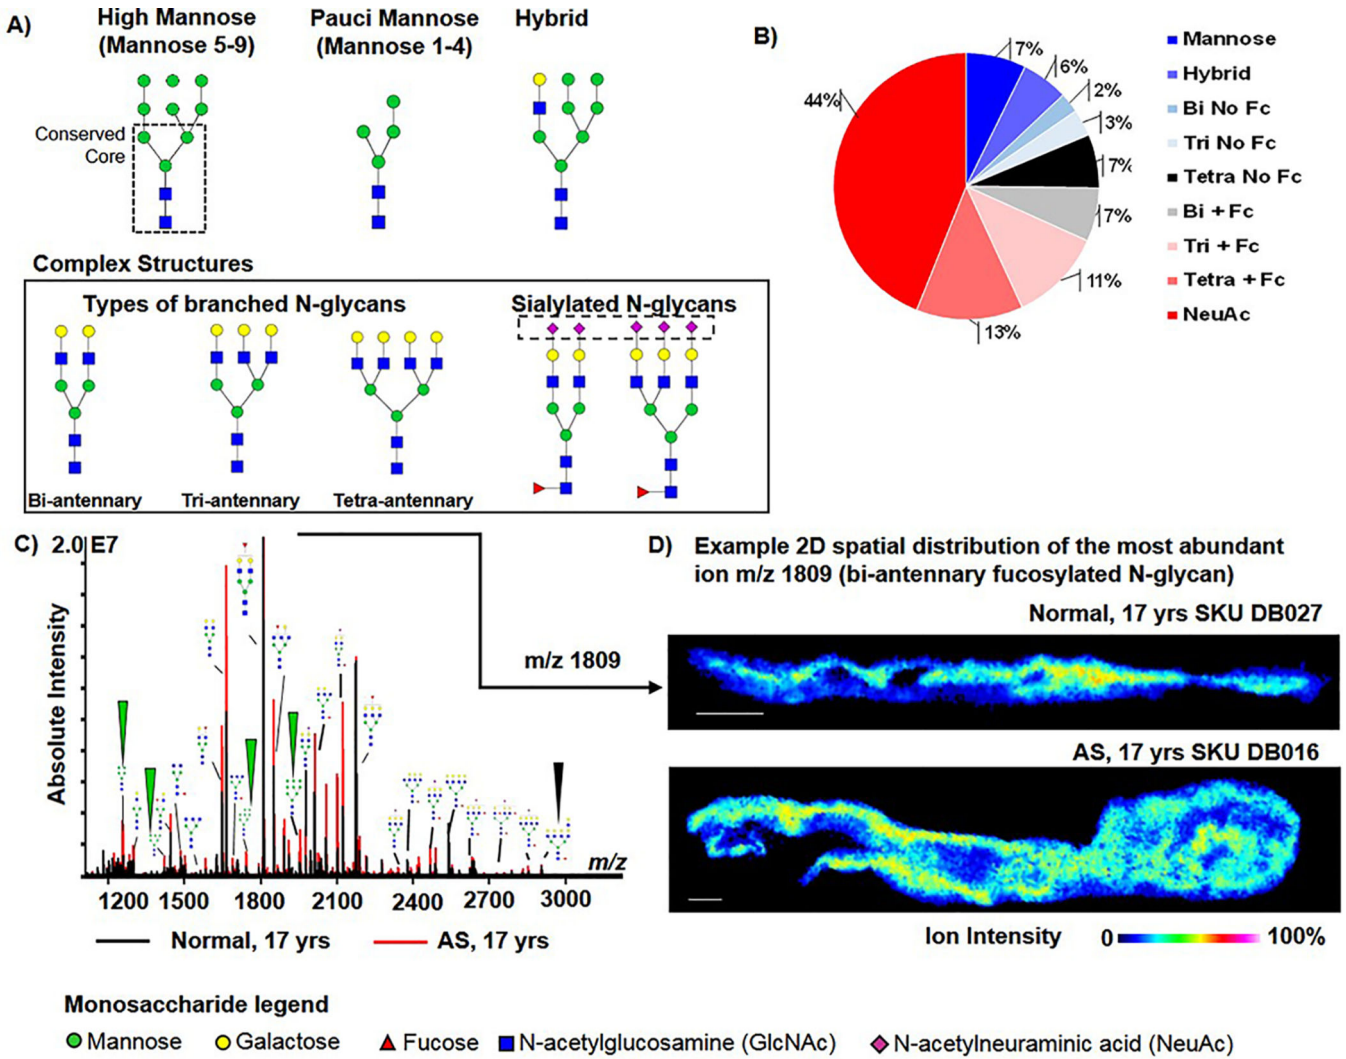 A)
High Mannose
(Mannose 5-9)
Pauci Mannose
(Mannose 1-4)
Hybrid
Conserved
Core
Complex Structures
Types of branched N-glycans
Sialylated N-glycans
Bi-antennary
Tri-antennary
Tetra-antennary
B)
7%
6%
2%
3%
7%
7%
11%
13%
44%
Mannose
Hybrid
Bi No Fc
Tri No Fc
Tetra No Fc
Bi + Fc
Tri + Fc
Tetra + Fc
NeuAc
C)
2.0 E7
Absolute Intensity
m/z
1200 1500 1800 2100 2400 2700 3000
Normal, 17 yrs
AS, 17 yrs
m/z 1809
D)
Example 2D spatial distribution of the most abundant
ion m/z 1809 (bi-antennary fucosylated N-glycan)
Normal, 17 yrs SKU DB027
AS, 17 yrs SKU DB016
Ion Intensity
0
100%
Monosaccharide legend
Mannose
Galactose
Fucose
N-acetylglucosamine (GlcNAc)
N-acetylneuraminic acid (NeuAc)